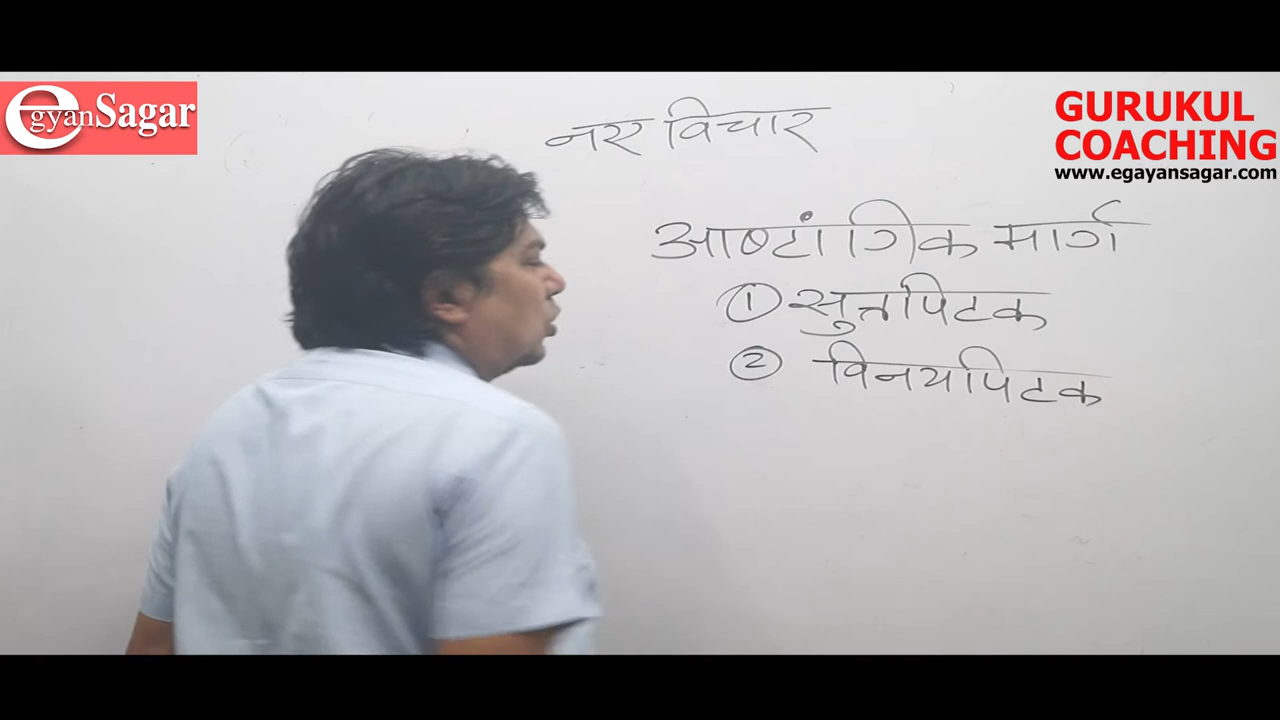 egyanSagar
GURUKUL
COACHING
www.egayansagar.com
नए विचार
आष्टांगिक मार्ग
① सुत्तपिटक
② विनयपिटक